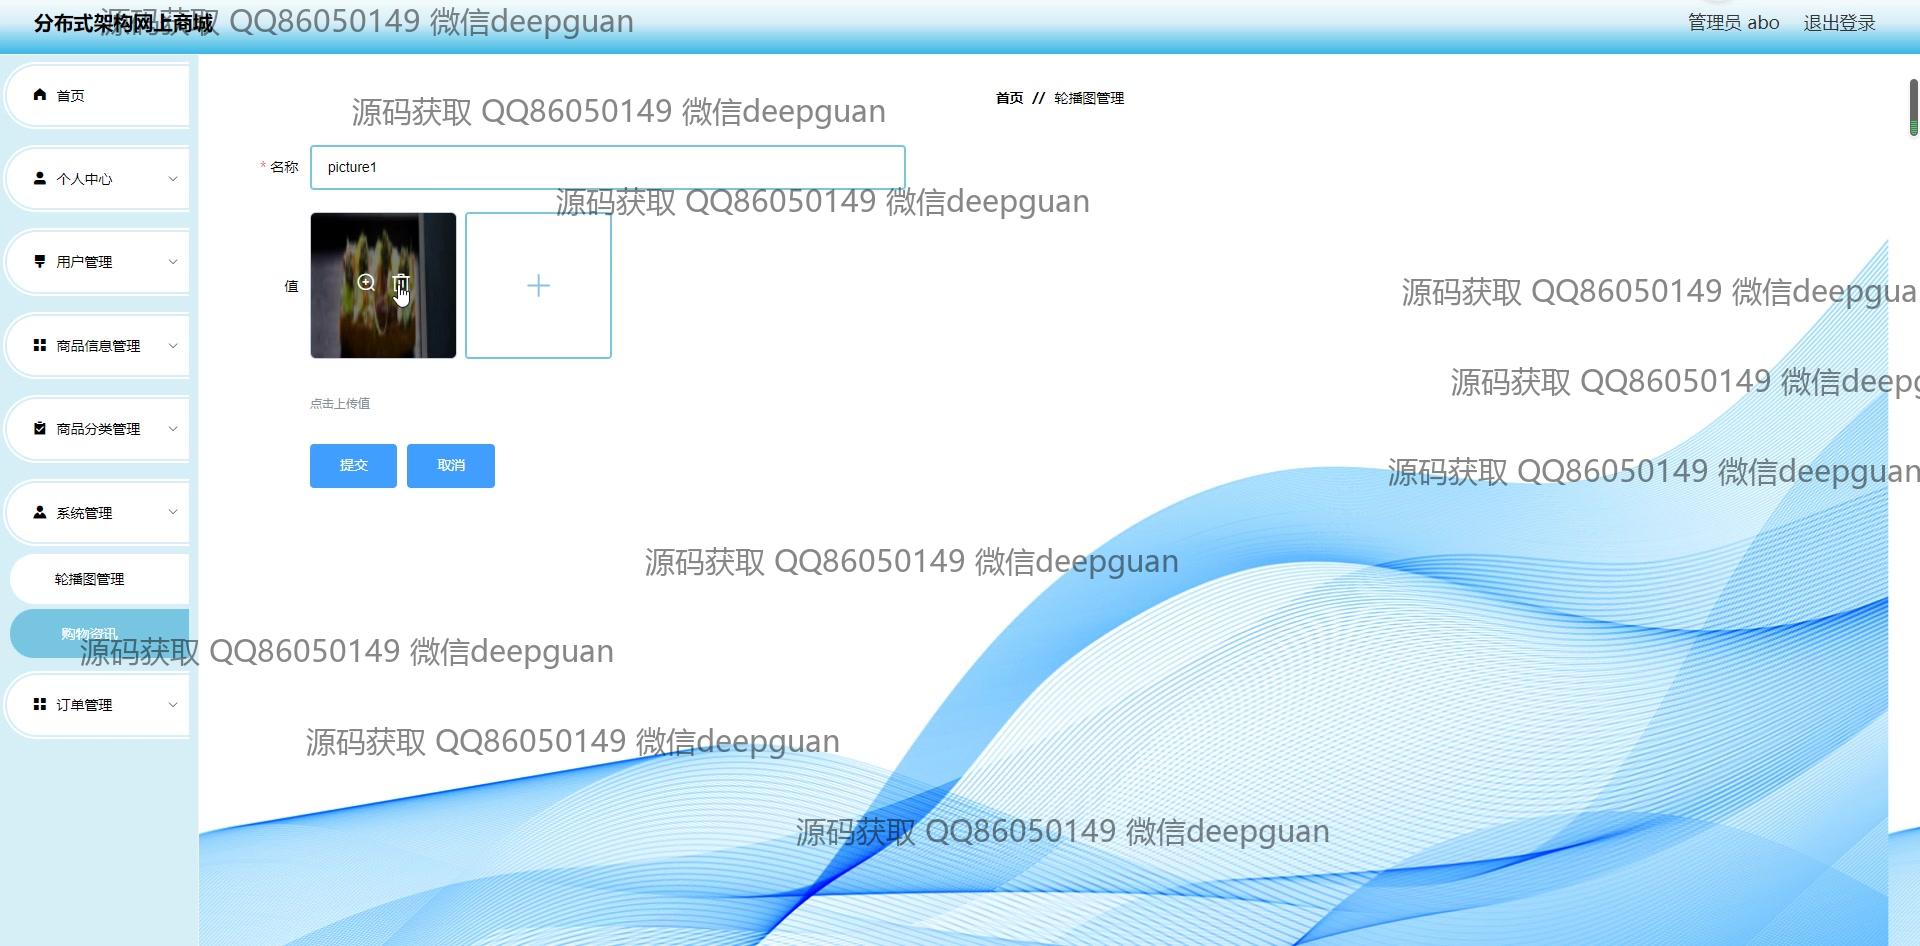 分布式架构网上商城
源码获取 QQ86050149 微信deepguan
管理员 abo
退出登录
首页
源码获取 QQ86050149 微信deepguan
首页 // 轮播图管理
* 名称
picture1
个人中心
源码获取 QQ86050149 微信deepguan
用户管理
值
源码获取 QQ86050149 微信deepgua
商品信息管理
源码获取 QQ86050149 微信deepg
点击上传值
商品分类管理
提交
取消
源码获取 QQ86050149 微信deepguan
系统管理
源码获取 QQ86050149 微信deepguan
轮播图管理
购物资讯
源码获取 QQ86050149 微信deepguan
订单管理
源码获取 QQ86050149 微信deepguan
源码获取 QQ86050149 微信deepguan